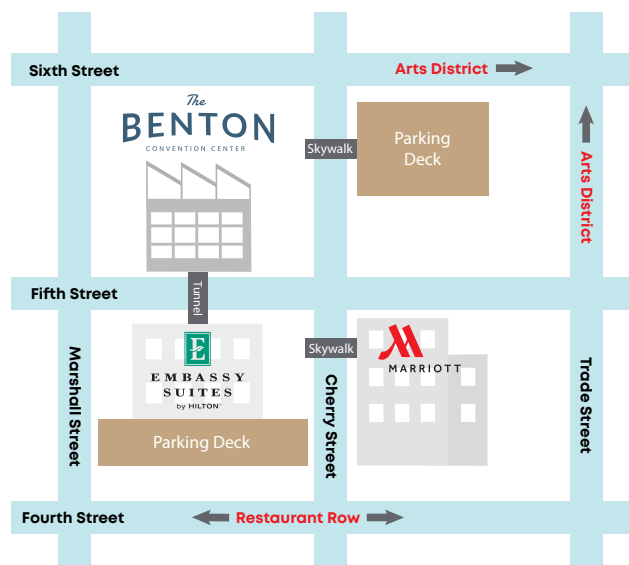 Sixth Street
Arts District
The
BENTON
CONVENTION CENTER
Skywalk
Parking
Deck
Arts District
Fifth Street
Tunnel
E
EMBASSY
SUITES
by HILTON™
Parking Deck
Skywalk
MARRIOTT
Marshall Street
Cherry Street
Trade Street
Fourth Street
Restaurant Row